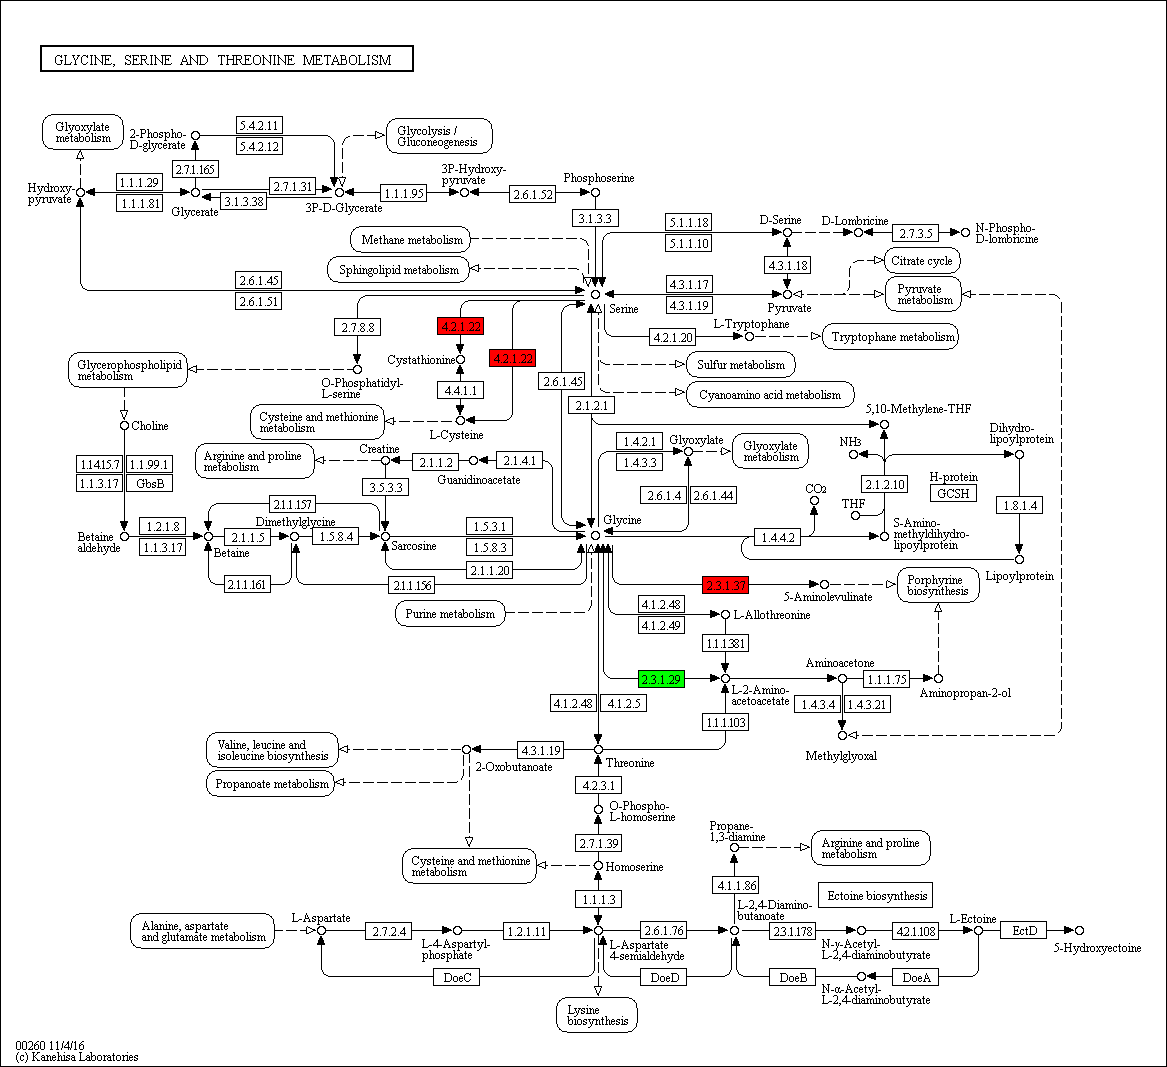 GLYCINE, SERINE AND THREONINE METABOLISM
Glyoxylate
metabolism
2-Phospho-
D-glycerate
5.4.2.11
5.4.2.12
Glycolysis /
Gluconeogenesis
2.7.1.165
3P-Hydroxy-
pyruvate
Phosphoserine
Hydroxy-
pyruvate
1.1.1.29
1.1.1.81
Glycerate
2.7.1.31
3.1.3.38
3P-D-Glycerate
1.1.1.95
2.6.1.52
3.1.3.3
5.1.1.18
5.1.1.10
D-Serine
D-Lombricine
2.7.3.5
N-Phospho-
D-lombricine
Methane metabolism
Sphingolipid metabolism
4.3.1.18
Citrate cycle
2.6.1.45
2.6.1.51
Serine
4.3.1.17
4.3.1.19
Pyruvate
Pyruvate
metabolism
2.7.8.8
4.2.1.22
4.2.1.20
L-Tryptophane
Tryptophane metabolism
Glycerophospholipid
metabolism
Cystathionine
4.2.1.22
Sulfur metabolism
O-Phosphatidyl-
L-serine
4.4.1.1
2.6.1.45
Cyanoamino acid metabolism
2.1.2.1
5,10-Methylene-THF
Choline
Cysteine and methionine
metabolism
L-Cysteine
Dihydro-
lipoylprotein
Arginine and proline
metabolism
Creatine
2.1.1.2
Guanidinoacetate
2.1.4.1
1.4.2.1
1.4.3.3
Glyoxylate
Glyoxylate
metabolism
NH3
1.14.15.7
1.1.99.1
1.1.3.17
GbsB
3.5.3.3
2.6.1.4
2.6.1.44
CO2
2.1.2.10
H-protein
GCSH
THF
1.8.1.4
2.1.1.157
Dimethylglycine
Betaine
aldehyde
1.2.1.8
1.1.3.17
2.1.1.5
Betaine
1.5.8.4
Sarcosine
1.5.3.1
1.5.8.3
Glycine
1.4.4.2
S-Amino-
methyldihydro-
lipoylprotein
2.1.1.20
Lipoylprotein
2.1.1.161
2.1.1.156
2.3.1.37
5-Aminolevulinate
Porphyrine
biosynthesis
Purine metabolism
4.1.2.48
4.1.2.49
L-Allothreonine
1.1.1.381
2.3.1.29
L-2-Amino-
acetoacetate
Aminoacetone
1.1.1.75
Aminopropan-2-ol
4.1.2.48
4.1.2.5
1.4.3.4
1.4.3.21
1.1.1.103
Methylglyoxal
Valine, leucine and
isoleucine biosynthesis
4.3.1.19
2-Oxobutanoate
Threonine
Propanoate metabolism
4.2.3.1
O-Phospho-
L-homoserine
Propane-
1,3-diamine
2.7.1.39
Arginine and proline
metabolism
Cysteine and methionine
metabolism
Homoserine
4.1.1.86
Ectoine biosynthesis
1.1.1.3
Alanine, aspartate
and glutamate metabolism
L-Aspartate
2.7.2.4
L-4-Aspartyl-
phosphate
1.2.1.11
L-Aspartate
4-semialdehyde
2.6.1.76
L-2,4-Diamino-
butanoate
2.3.1.178
N-γ-Acetyl-
L-2,4-diaminobutyrate
4.2.1.108
L-Ectoine
EctD
5-Hydroxyectoine
DoeC
DoeD
DoeB
N-α-Acetyl-
L-2,4-diaminobutyrate
DoeA
Lysine
biosynthesis
00260 11/4/16
(c) Kanehisa Laboratories